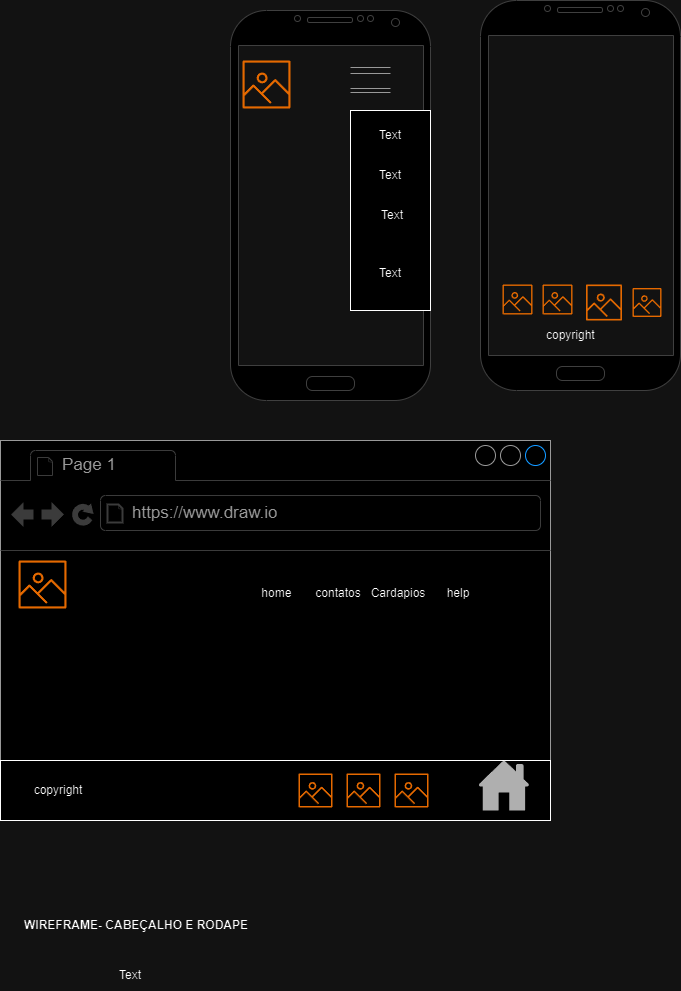 Text
Text
Text
Text
copyright
Page 1
https://www.draw.io
home contatos Cardapios help
copyright
WIREFRAME- CABEÇALHO E RODAPE
Text